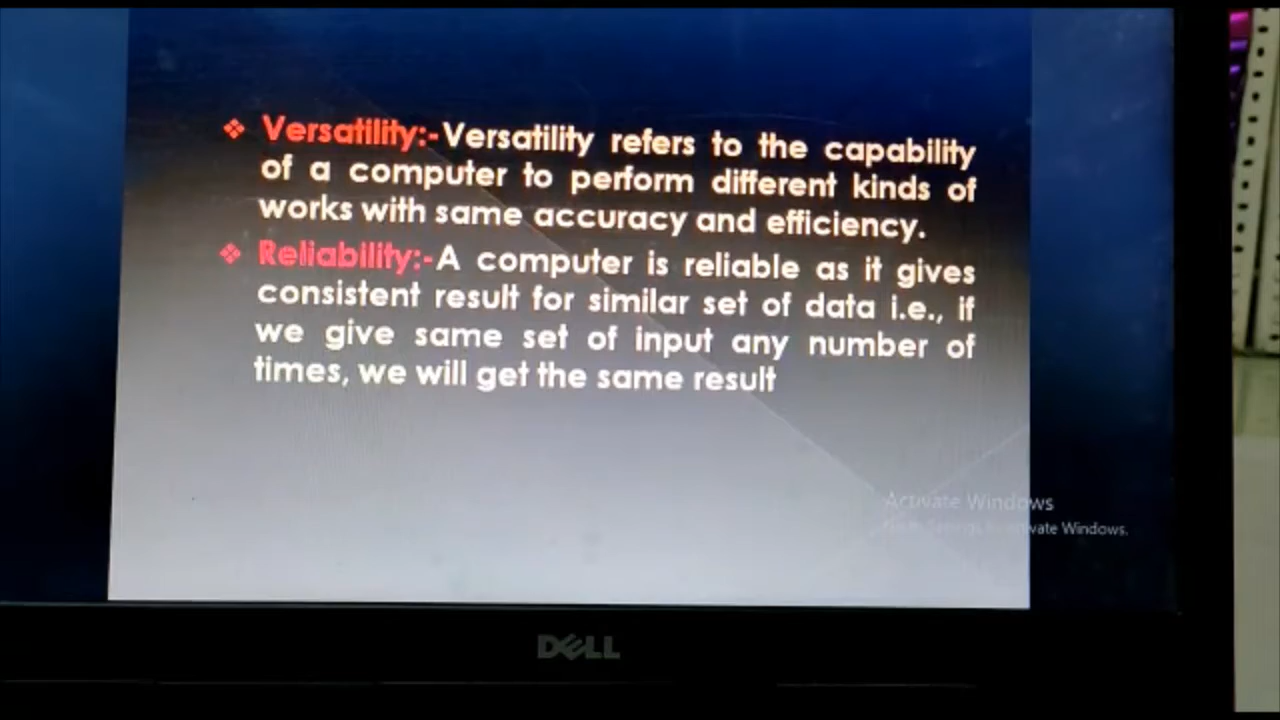 ❖ Versatility:-Versatility refers to the capability
of a computer to perform different kinds of
works with same accuracy and efficiency.
❖ Reliability:-A computer is reliable as it gives
consistent result for similar set of data i.e., if
we give same set of input any number of
times, we will get the same result
Activate Windows
Windows.
DELL